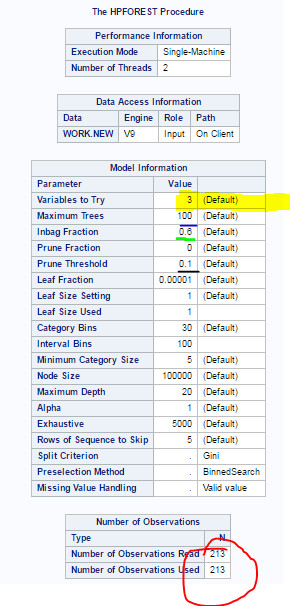 The HPFOREST Procedure
Performance Information
Execution Mode Single-Machine
Number of Threads 2
Data Access Information
Data Engine Role Path
WORK.NEW V9 Input On Client
Model Information
Parameter Value
Variables to Try 3 (Default)
Maximum Trees 100 (Default)
Inbag Fraction 0.6 (Default)
Prune Fraction 0 (Default)
Prune Threshold 0.1 (Default)
Leaf Fraction 0.00001 (Default)
Leaf Size Setting 1 (Default)
Leaf Size Used 1
Category Bins 30 (Default)
Interval Bins 100
Minimum Category Size 5 (Default)
Node Size 100000 (Default)
Maximum Depth 20 (Default)
Alpha 1 (Default)
Exhaustive 5000 (Default)
Rows of Sequence to Skip 5 (Default)
Split Criterion . Gini
Preselection Method . BinnedSearch
Missing Value Handling . Valid value
Number of Observations
Type N
Number of Observations Read 213
Number of Observations Used 213